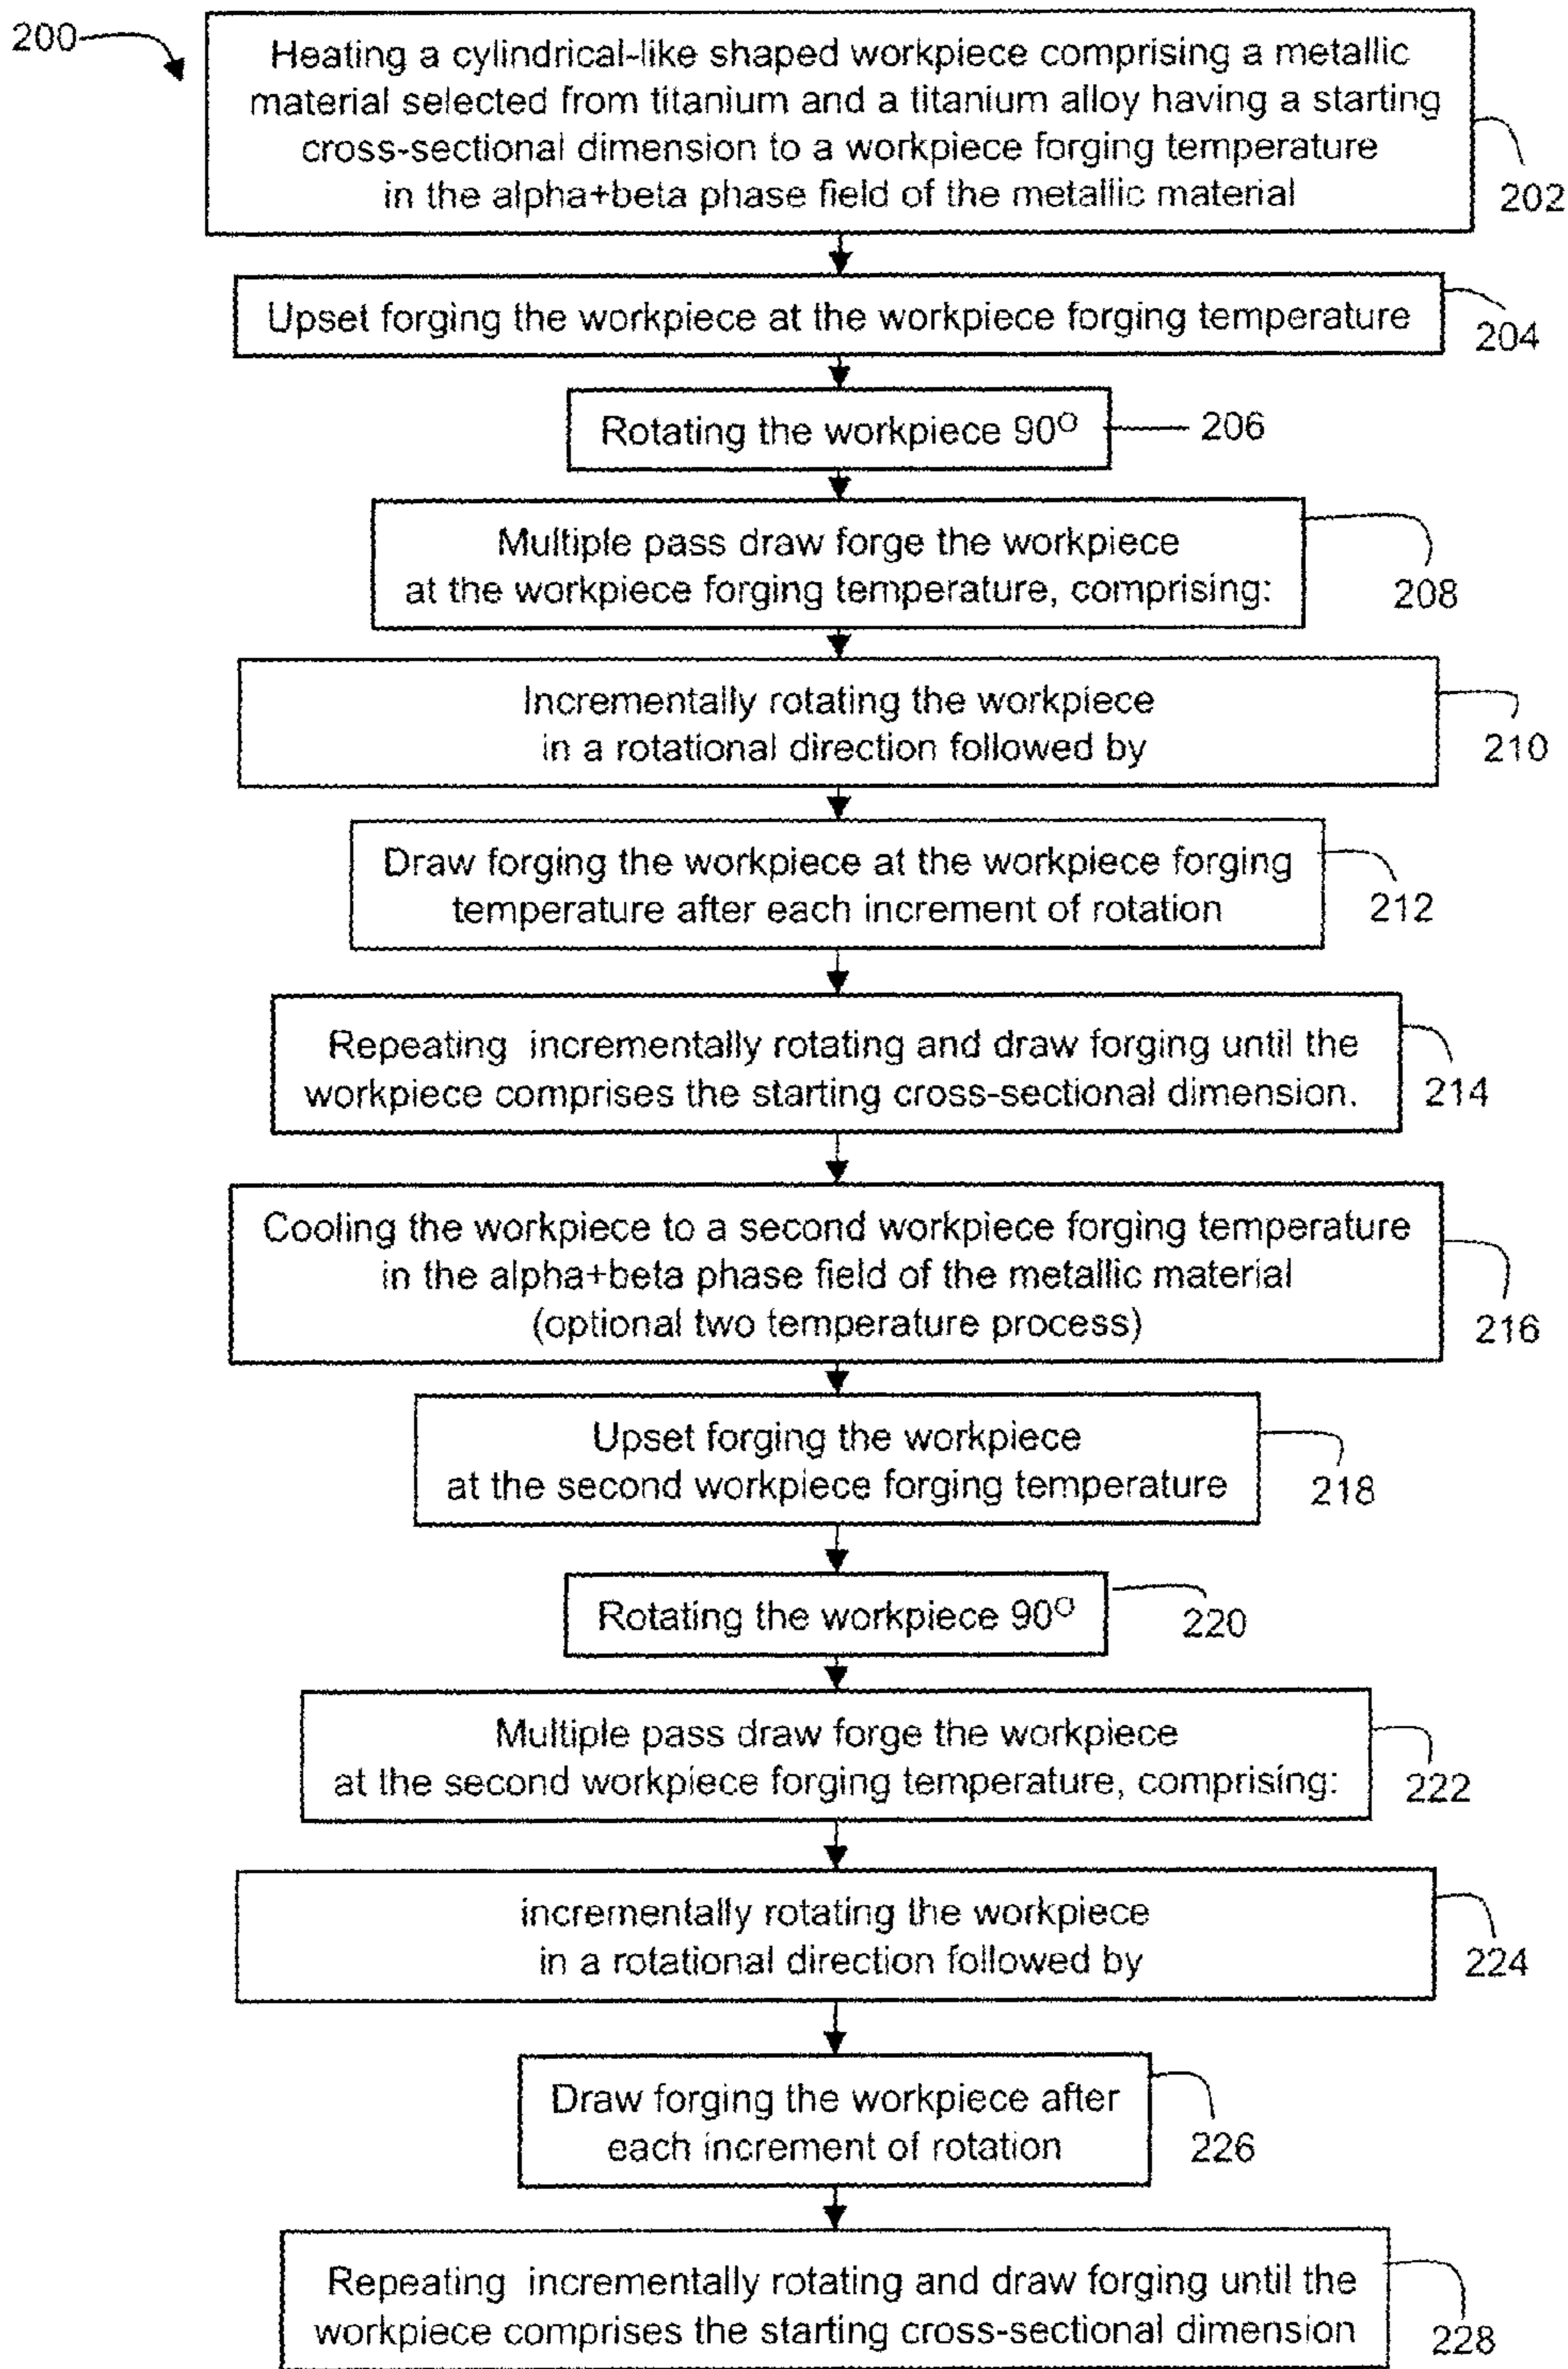 200
Heating a cylindrical-like shaped workpiece comprising a metallic
material selected from titanium and a titanium alloy having a starting
cross-sectional dimension to a workpiece forging temperature
in the alpha+beta phase field of the metallic material
202
Upset forging the workpiece at the workpiece forging temperature
204
Rotating the workpiece 90°
206
Multiple pass draw forge the workpiece
at the workpiece forging temperature, comprising:
208
Incrementally rotating the workpiece
in a rotational direction followed by
210
Draw forging the workpiece at the workpiece forging
temperature after each increment of rotation
212
Repeating incrementally rotating and draw forging until the
workpiece comprises the starting cross-sectional dimension.
214
Cooling the workpiece to a second workpiece forging temperature
in the alpha+beta phase field of the metallic material
(optional two temperature process)
216
Upset forging the workpiece
at the second workpiece forging temperature
218
Rotating the workpiece 90°
220
Multiple pass draw forge the workpiece
at the second workpiece forging temperature, comprising:
222
incrementally rotating the workpiece
in a rotational direction followed by
224
Draw forging the workpiece after
each increment of rotation
226
Repeating incrementally rotating and draw forging until the
workpiece comprises the starting cross-sectional dimension
228